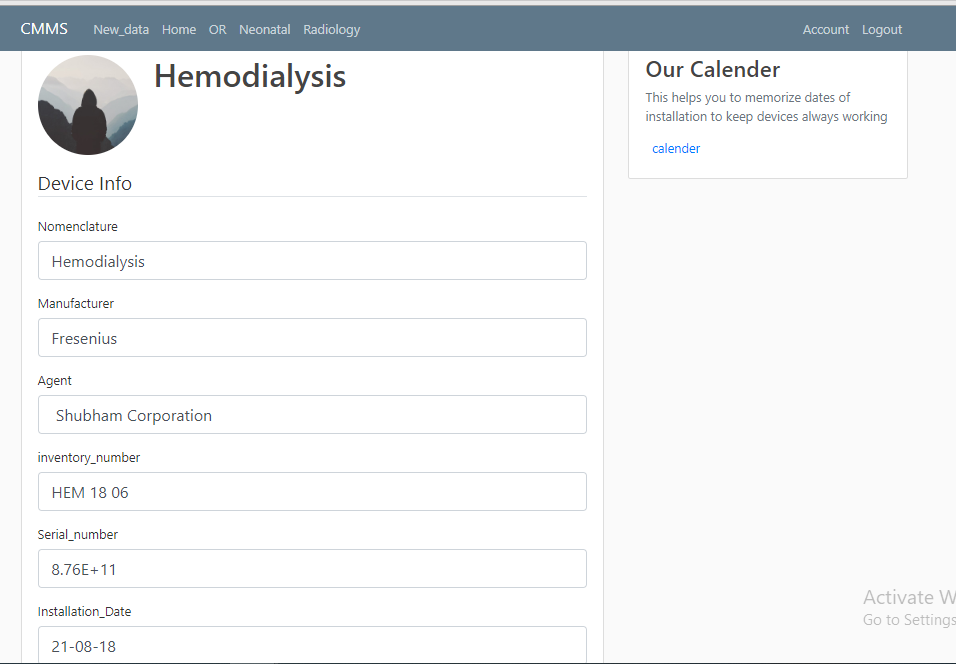 CMMS New_data Home OR Neonatal Radiology Account Logout
Hemodialysis
Device Info
Nomenclature
Hemodialysis
Manufacturer
Fresenius
Agent
Shubham Corporation
inventory_number
HEM 18 06
Serial_number
8.76E+11
Installation_Date
21-08-18
Our Calender
This helps you to memorize dates of
installation to keep devices always working
calender
Activate W
Go to Settings